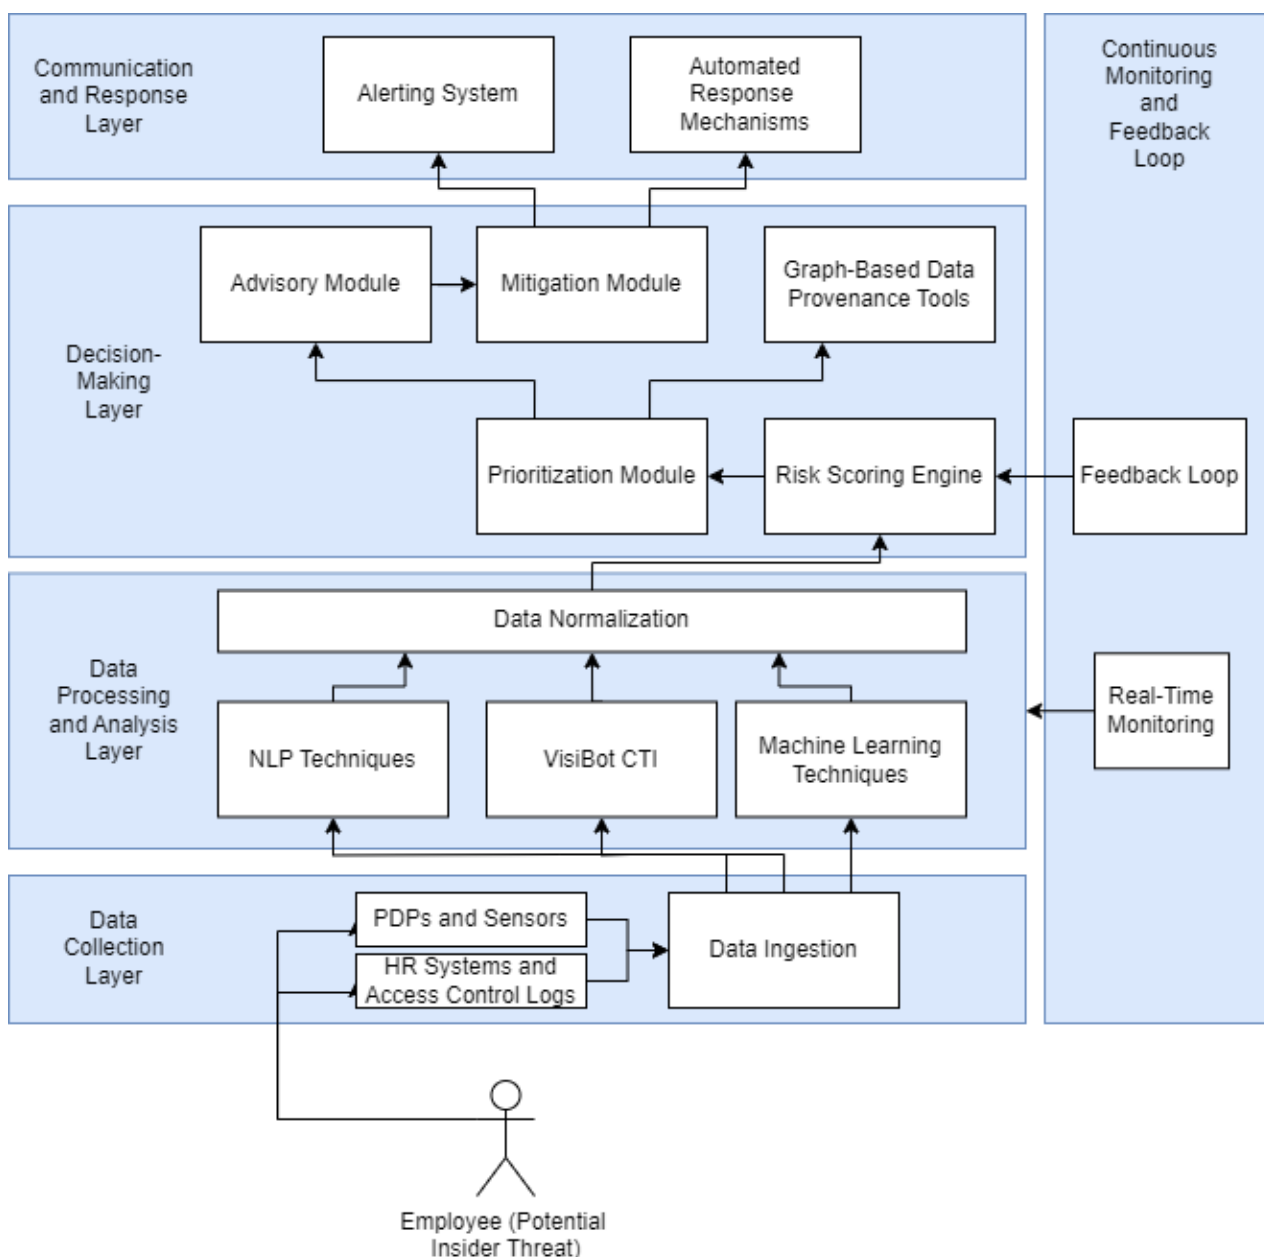 Communication
and Response
Layer
Alerting System
Automated
Response
Mechanisms
Continuous
Monitoring
and
Feedback
Loop
Decision-
Making
Layer
Advisory Module
Mitigation Module
Graph-Based Data
Provenance Tools
Prioritization Module
Risk Scoring Engine
Feedback Loop
Data
Processing
and Analysis
Layer
Data Normalization
NLP Techniques
VisiBot CTI
Machine Learning
Techniques
Real-Time
Monitoring
Data
Collection
Layer
PDPs and Sensors
HR Systems and
Access Control Logs
Data Ingestion
Employee (Potential
Insider Threat)